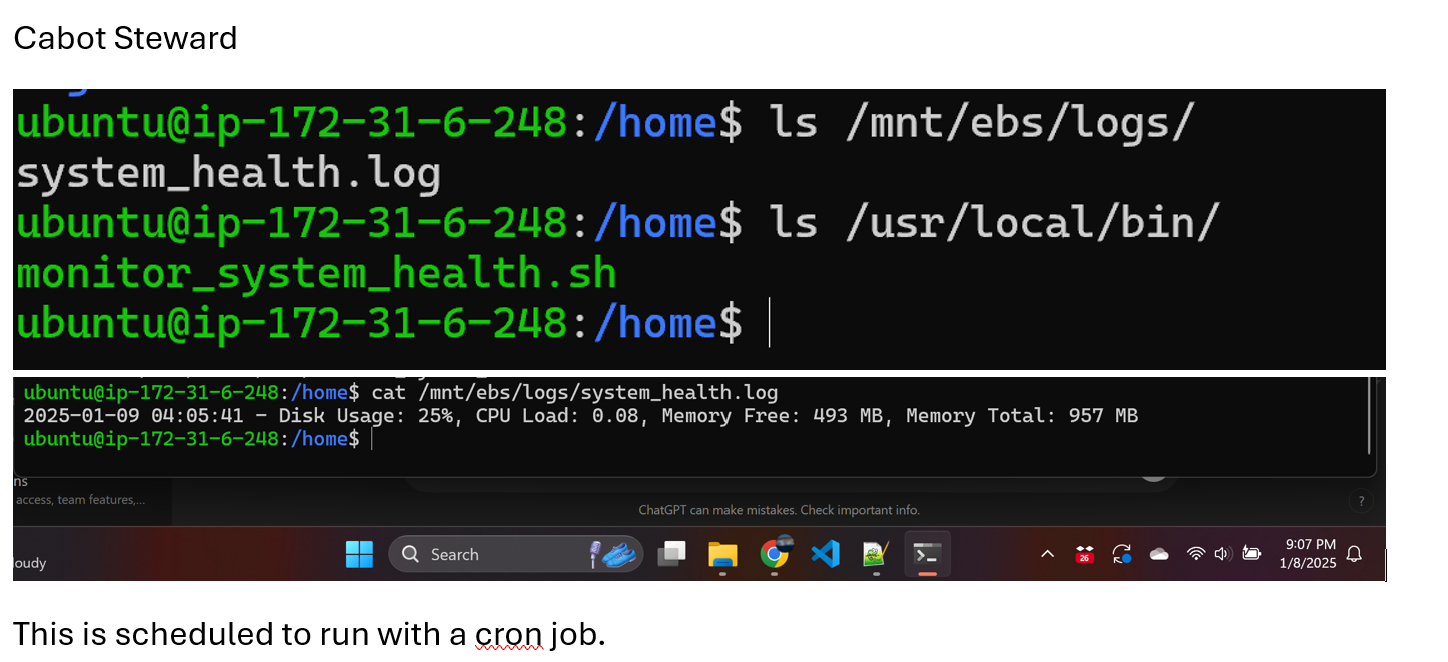 Cabot Steward
ubuntu@ip-172-31-6-248:/home$ ls /mnt/ebs/logs/
system_health.log
ubuntu@ip-172-31-6-248:/home$ ls /usr/local/bin/
monitor_system_health.sh
ubuntu@ip-172-31-6-248:/home$
ubuntu@ip-172-31-6-248:/home$ cat /mnt/ebs/logs/system_health.log
2025-01-09 04:05:41 - Disk Usage: 25%, CPU Load: 0.08, Memory Free: 493 MB, Memory Total: 957 MB
ubuntu@ip-172-31-6-248:/home$
ns
access, team features,...
ChatGPT can make mistakes. Check important info.
?
oudy
Search
26
9:07 PM
1/8/2025
This is scheduled to run with a cron job.